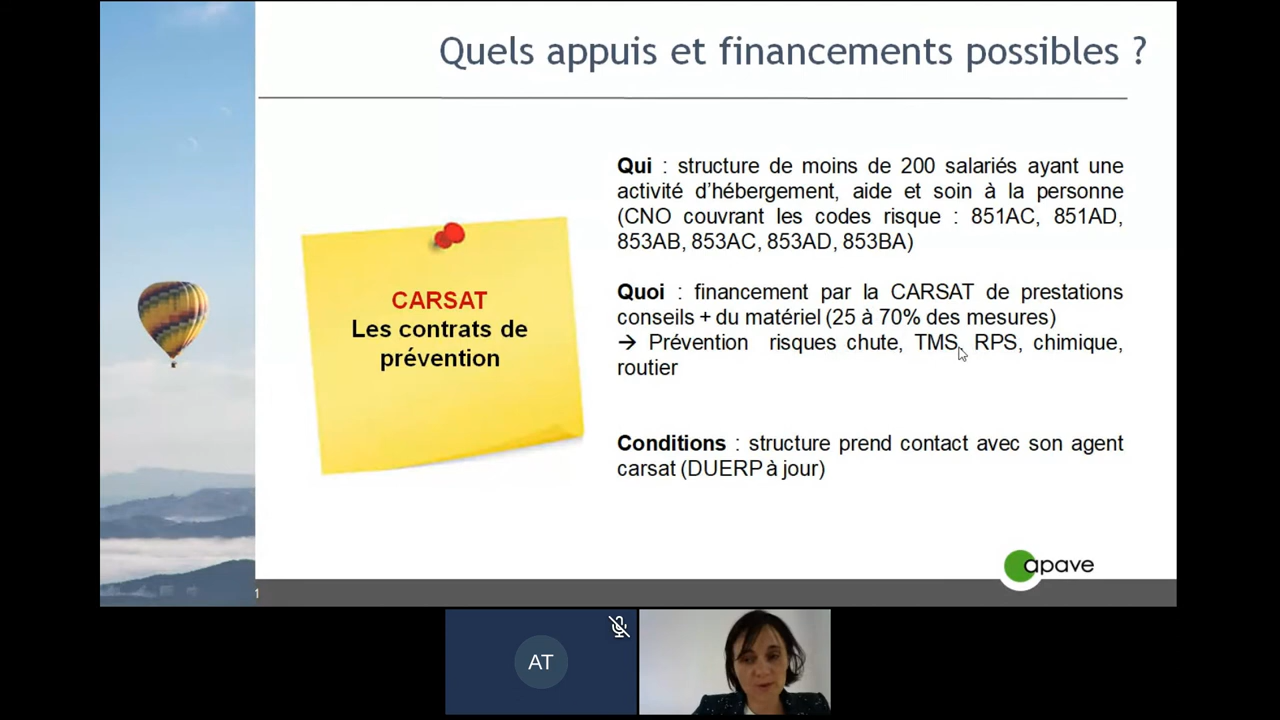 Quels appuis et financements possibles ?
CARSAT
Les contrats de
prévention
Qui : structure de moins de 200 salariés ayant une
activité d'hébergement, aide et soin à la personne
(CNO couvrant les codes risque : 851AC, 851AD,
853AB, 853AC, 853AD, 853BA)
Quoi : financement par la CARSAT de prestations
conseils + du matériel (25 à 70% des mesures)
→ Prévention risques chute, TMS, RPS, chimique,
routier
Conditions : structure prend contact avec son agent
carsat (DUERP à jour)
apave
1
AT